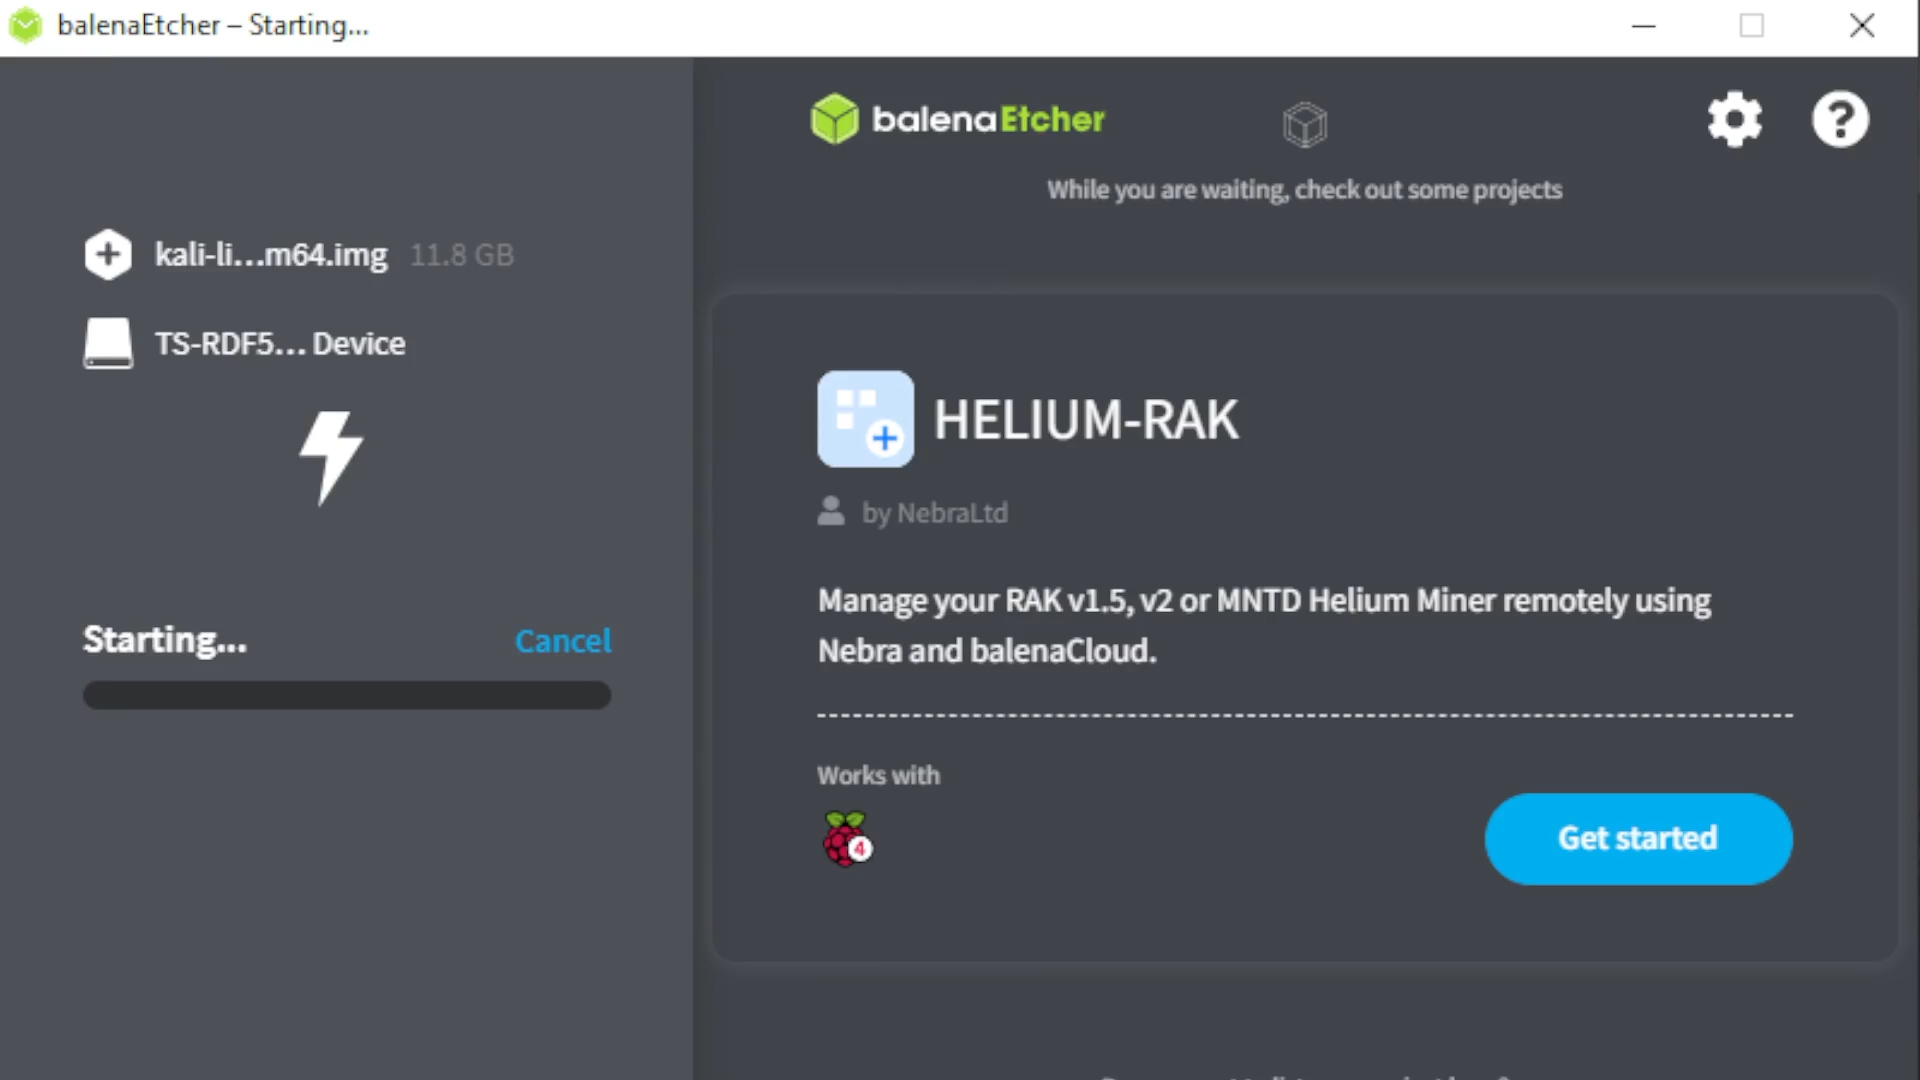 balenaEtcher – Starting...
balenaEtcher
While you are waiting, check out some projects
kali-li...m64.img 11.8 GB
TS-RDF5... Device
HELIUM-RAK
by NebraLtd
Manage your RAK v1.5, v2 or MNTD Helium Miner remotely using
Nebra and balenaCloud.
Starting... Cancel
Works with
4
Get started